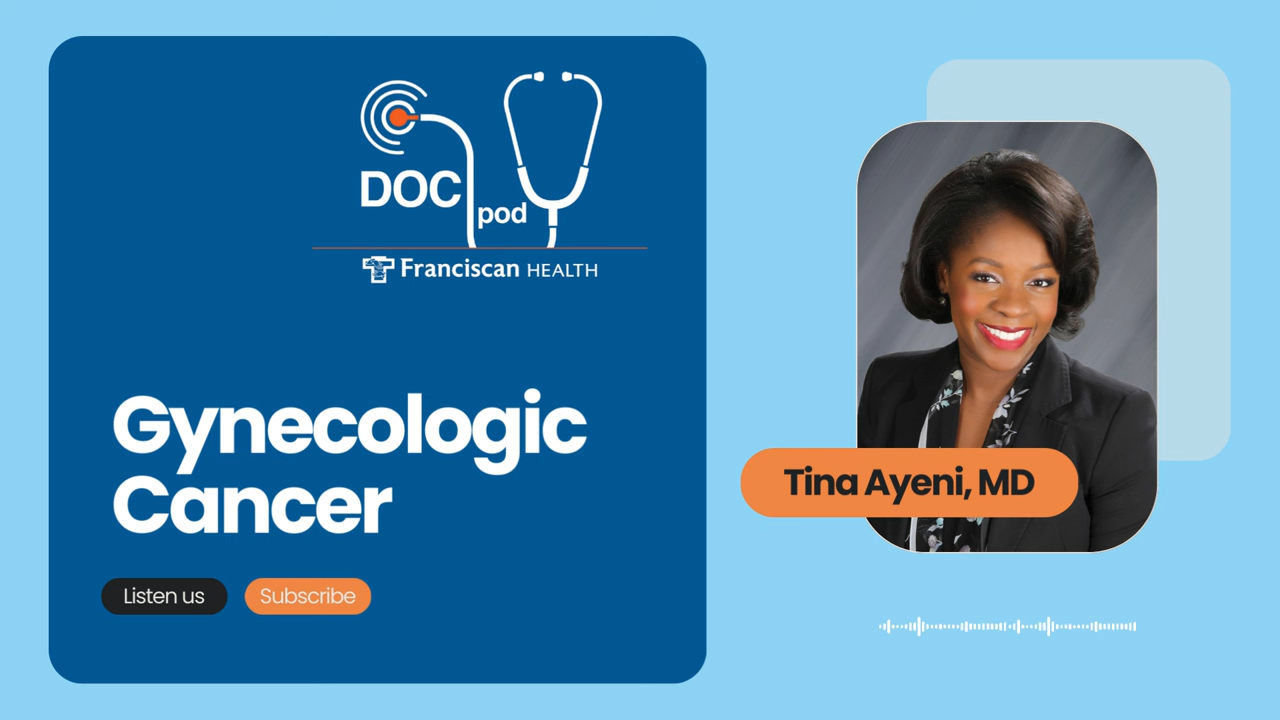 DOC
pod
Franciscan HEALTH
Gynecologic
Cancer
Listen us
Subscribe
Tina Ayeni, MD